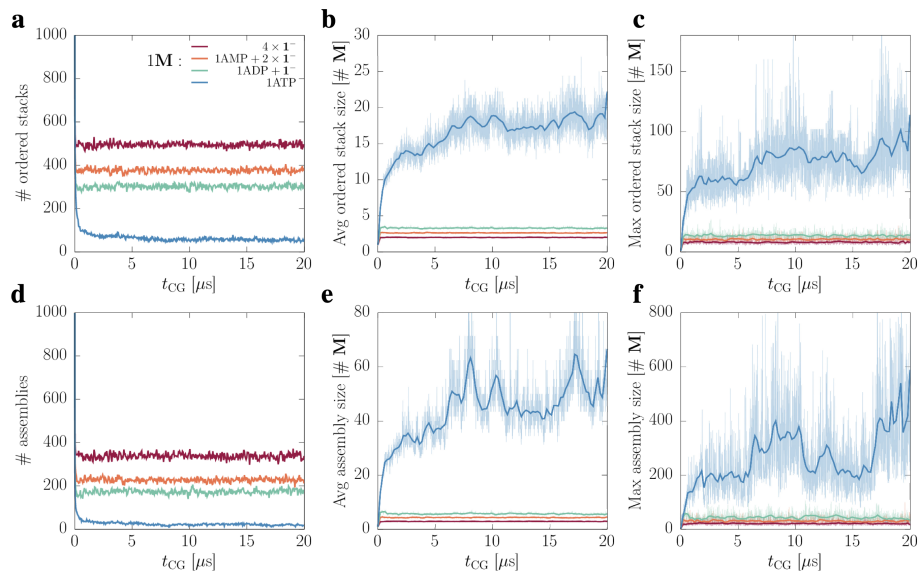 a
# ordered stacks
1000
800
600
400
200
0
0
5
10
15
20
t_CG [μs]
1M :
4 × 1⁻
1AMP + 2 × 1⁻
1ADP + 1⁻
1ATP
b
Avg ordered stack size [# M]
30
25
20
15
10
5
0
0
5
10
15
20
t_CG [μs]
c
Max ordered stack size [# M]
150
100
50
0
0
5
10
15
20
t_CG [μs]
d
# assemblies
1000
800
600
400
200
0
0
5
10
15
20
t_CG [μs]
e
Avg assembly size [# M]
80
60
40
20
0
0
5
10
15
20
t_CG [μs]
f
Max assembly size [# M]
800
600
400
200
0
0
5
10
15
20
t_CG [μs]